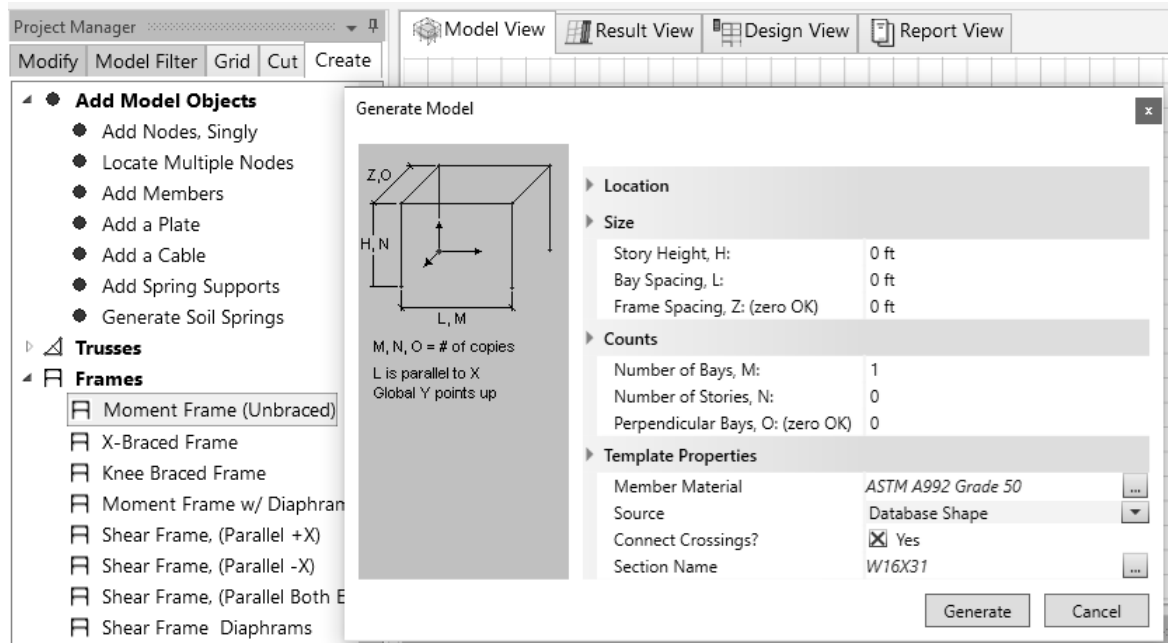 Project Manager
Model View
Result View
Design View
Report View
Modify
Model Filter
Grid
Cut
Create
Add Model Objects
Add Nodes, Singly
Locate Multiple Nodes
Add Members
Add a Plate
Add a Cable
Add Spring Supports
Generate Soil Springs
Trusses
Frames
Moment Frame (Unbraced)
X-Braced Frame
Knee Braced Frame
Moment Frame w/ Diaphram
Shear Frame, (Parallel +X)
Shear Frame, (Parallel -X)
Shear Frame, (Parallel Both E
Shear Frame Diaphrams
Generate Model
x
Z,O
H, N
L, M
M, N, O = # of copies
L is parallel to X
Global Y points up
Location
Size
Story Height, H: 0 ft
Bay Spacing, L: 0 ft
Frame Spacing, Z: (zero OK) 0 ft
Counts
Number of Bays, M: 1
Number of Stories, N: 0
Perpendicular Bays, O: (zero OK) 0
Template Properties
Member Material ASTM A992 Grade 50 ...
Source Database Shape
Connect Crossings? Yes
Section Name W16X31 ...
Generate
Cancel